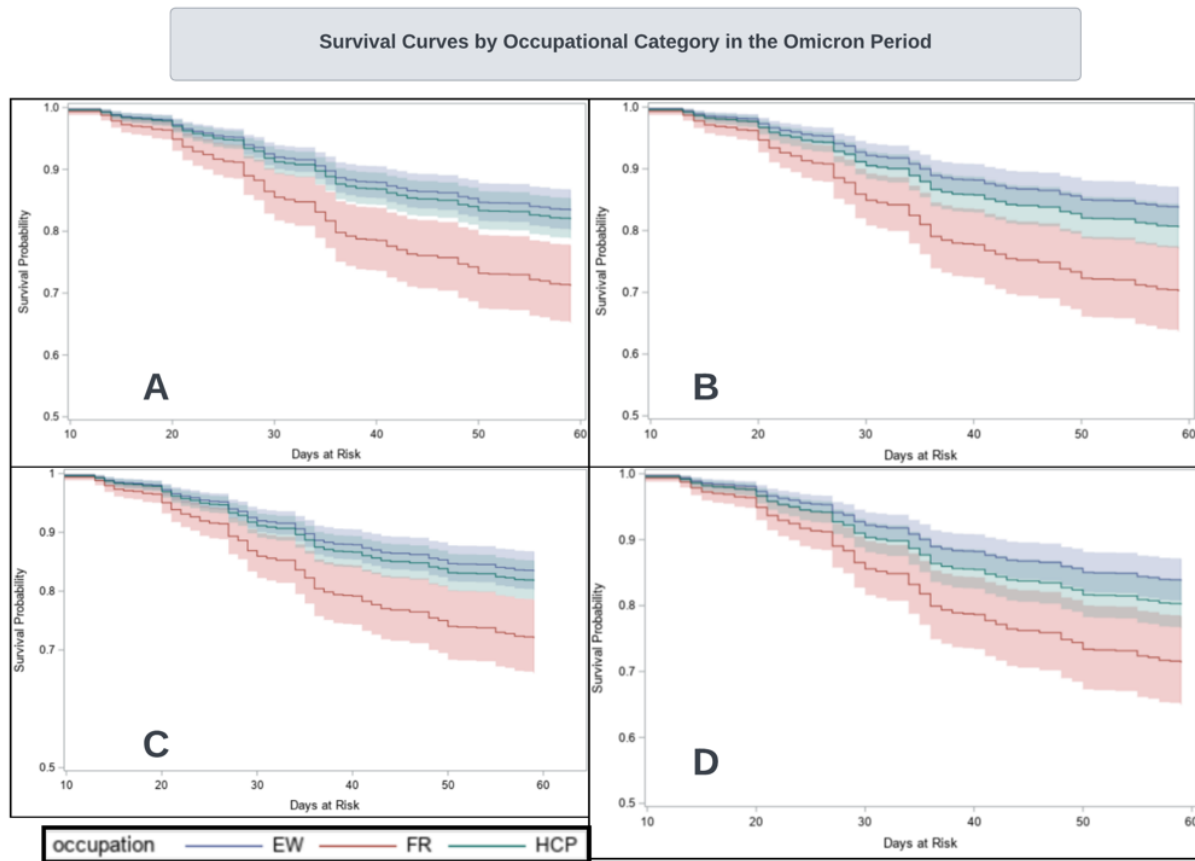 Survival Curves by Occupational Category in the Omicron Period
Survival Probability
1.0
0.9
0.8
0.7
0.6
0.5
A
10 20 30 40 50 60
Days at Risk
Survival Probability
1.0
0.9
0.8
0.7
0.6
0.5
B
10 20 30 40 50 60
Days at Risk
Survival Probability
1
0.9
0.8
0.7
0.5
C
10 20 30 40 50 60
Days at Risk
Survival Probability
1.0
0.9
0.8
0.7
0.6
0.5
D
10 20 30 40 50 60
Days at Risk
occupation EW FR HCP